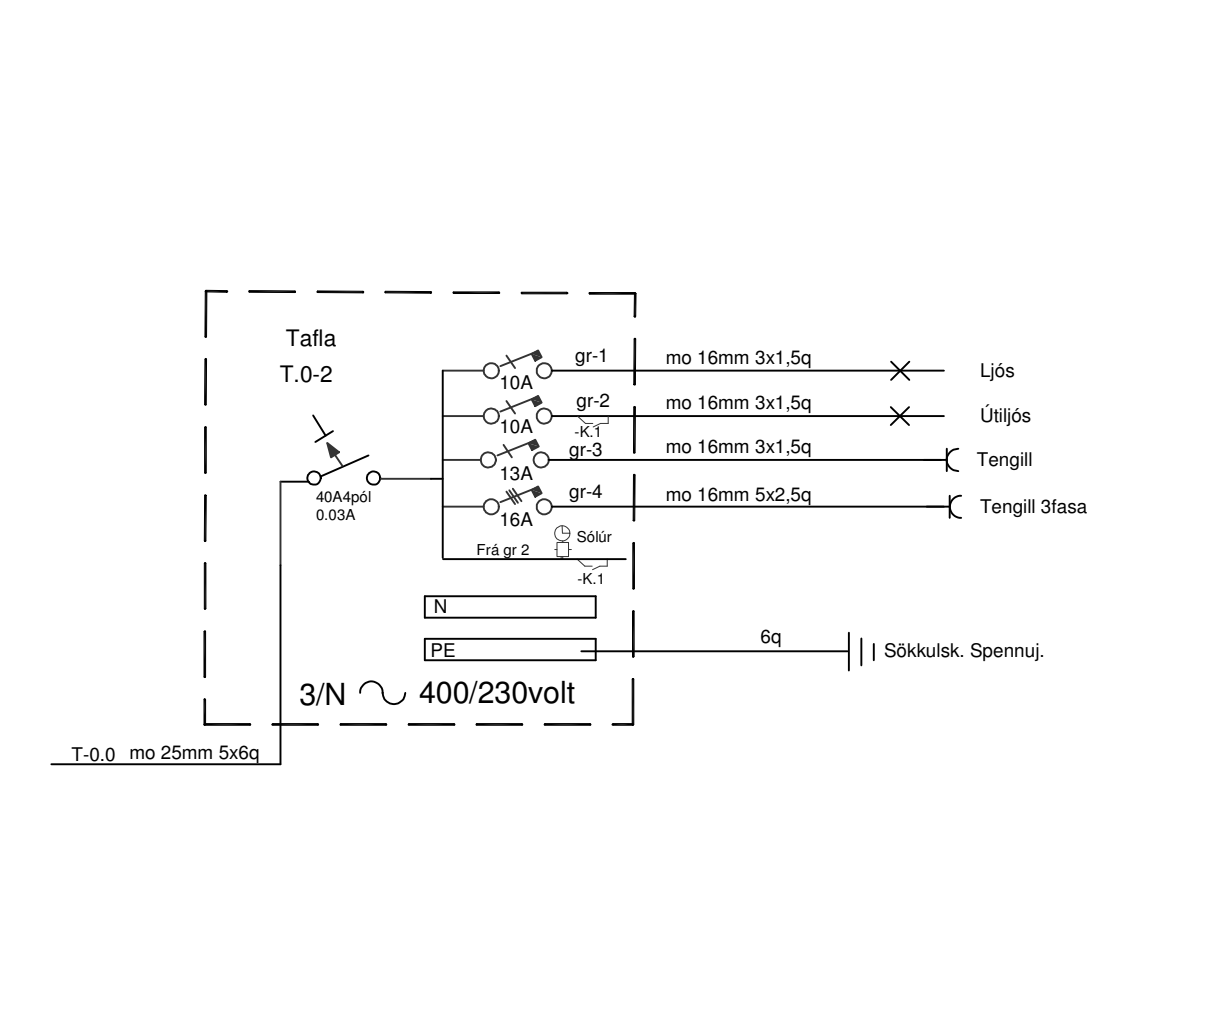 Tafla
T.0-2
40A4pól
0.03A
gr-1
10A
mo 16mm 3x1,5q
Ljós
gr-2
10A
-K.1
mo 16mm 3x1,5q
Útiljós
gr-3
13A
mo 16mm 3x1,5q
Tengill
gr-4
16A
mo 16mm 5x2,5q
Tengill 3fasa
Frá gr 2
Sólúr
-K.1
N
PE
6q
Sökkulsk. Spennuj.
3/N 400/230volt
T-0.0 mo 25mm 5x6q